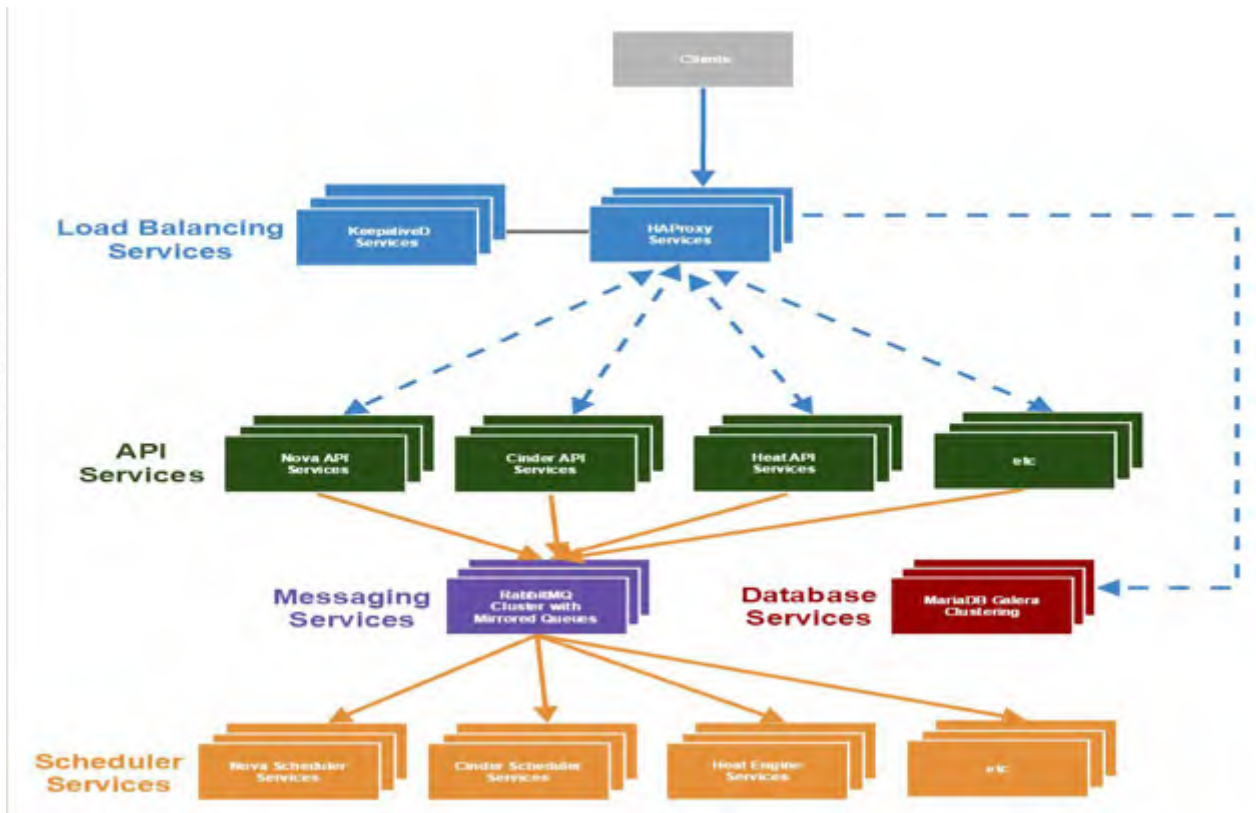 Clients
Load Balancing
Services
KeepaliveD
Services
HAProxy
Services
API
Services
Nova API
Services
Cinder API
Services
Heat API
Services
etc
Messaging
Services
RabbitMQ
Cluster with
Mirrored Queues
Database
Services
MariaDB Galera
Clustering
Scheduler
Services
Nova Scheduler
Services
Cinder Scheduler
Services
Heat Engine
Services
etc